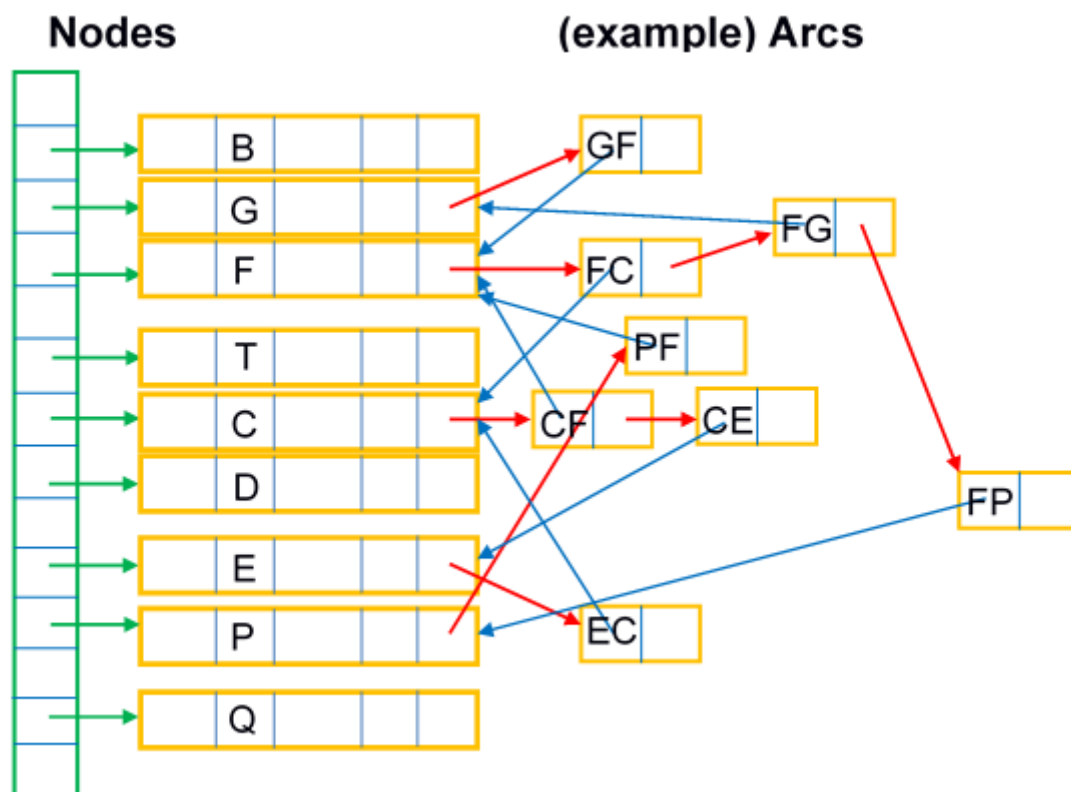 Nodes (example) Arcs
B GF
G FG
F FC
T PF
C CF CE
D FP
E
P EC
Q